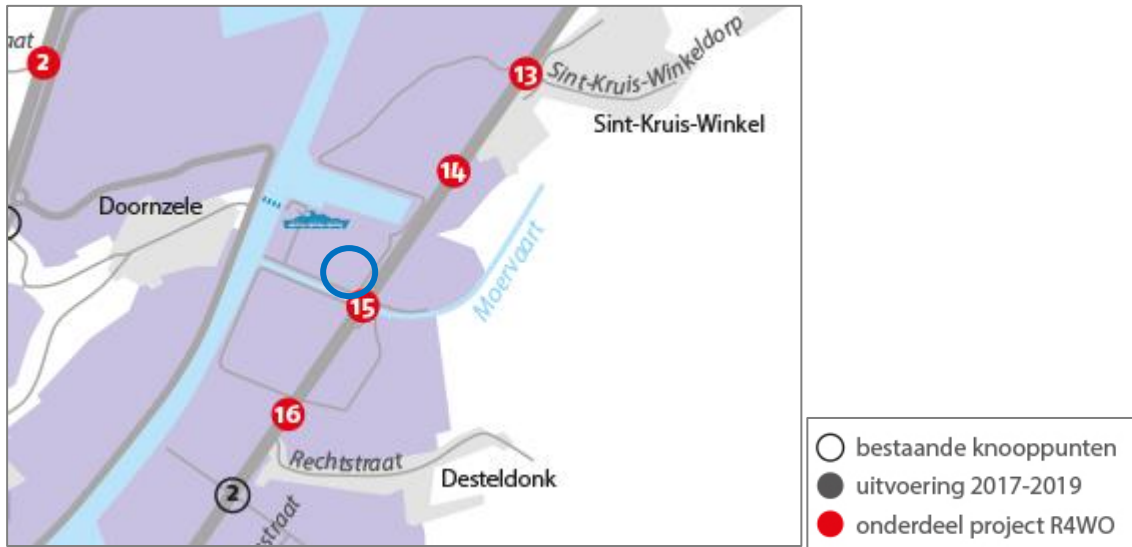 2
13
Sint-Kruis-Winkeldorp
Sint-Kruis-Winkel
14
Doornzele
Moervaart
15
16
Rechtstraat
Desteldonk
2
bestaande knooppunten
uitvoering 2017-2019
onderdeel project R4WO